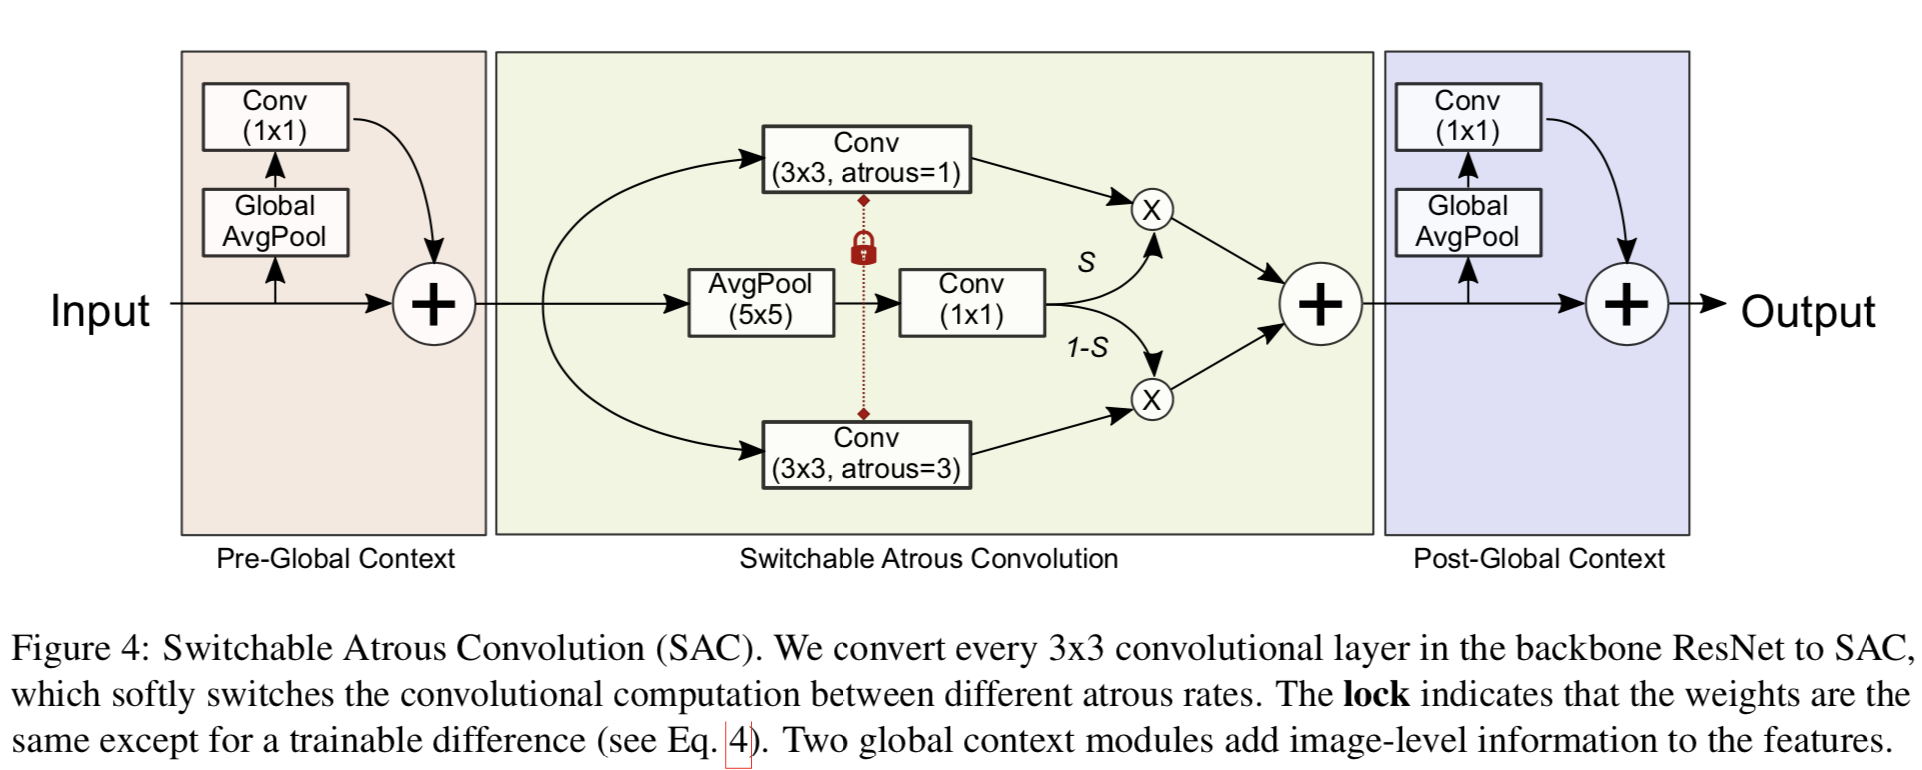 Input
Conv
(1x1)
Global
AvgPool
+
Pre-Global Context
Conv
(3x3, atrous=1)
AvgPool
(5x5)
Conv
(1x1)
S
1-S
X
X
Conv
(3x3, atrous=3)
+
Switchable Atrous Convolution
Conv
(1x1)
Global
AvgPool
+
Post-Global Context
Output
Figure 4: Switchable Atrous Convolution (SAC). We convert every 3x3 convolutional layer in the backbone ResNet to SAC,
which softly switches the convolutional computation between different atrous rates. The lock indicates that the weights are the
same except for a trainable difference (see Eq. 4). Two global context modules add image-level information to the features.